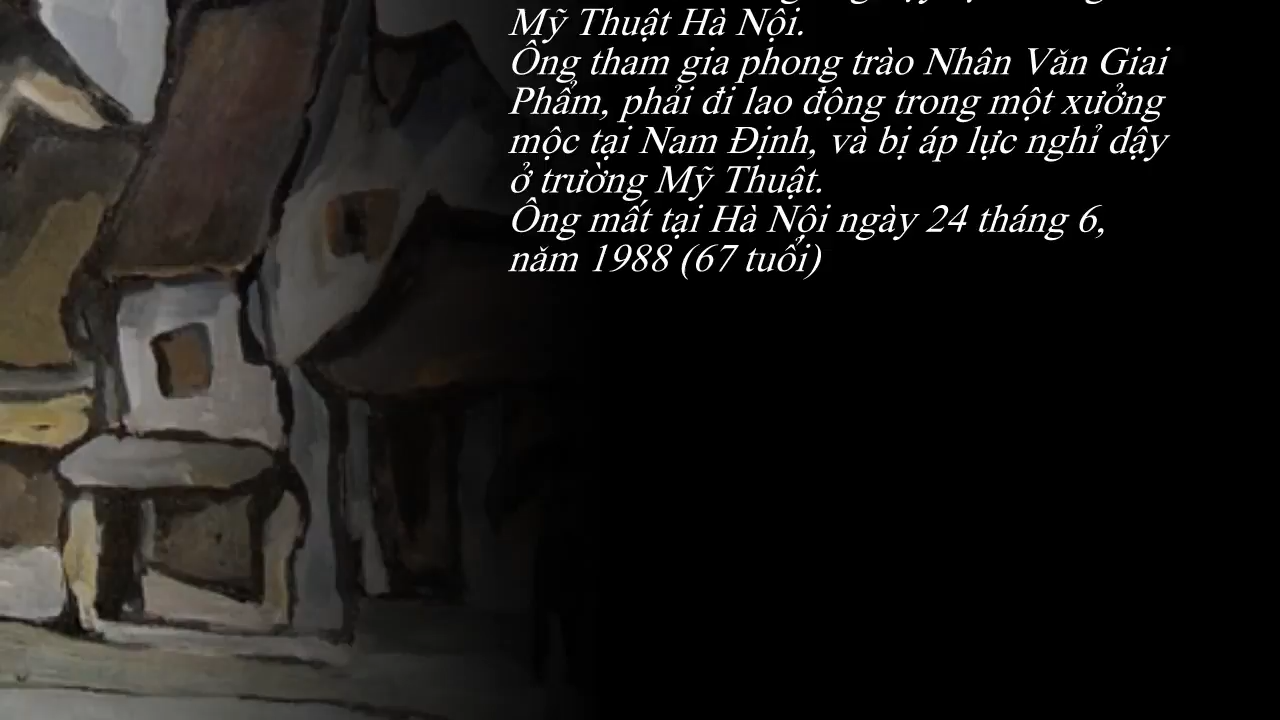 Mỹ Thuật Hà Nội.
Ông tham gia phong trào Nhân Văn Giai
Phẩm, phải đi lao động trong một xưởng
mộc tại Nam Định, và bị áp lực nghỉ dậy
ở trường Mỹ Thuật.
Ông mất tại Hà Nội ngày 24 tháng 6,
năm 1988 (67 tuổi)